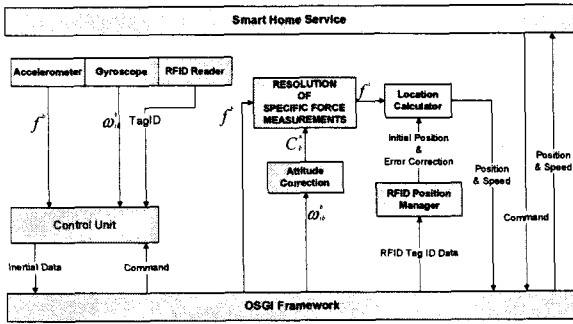 Smart Home Service
Accelerometer Gyroscope RFID Reader
TagID
RESOLUTION
OF
SPECIFIC FORCE
MEASUREMENTS
Location
Calculator
Initial Position
&
Error Correction
Attitude
Correction
RFID Position
Manager
Position
& Speed
Command
Position
& Speed
Control Unit
Inertial Data
Command
RFID Tag ID Data
OSGI Framework